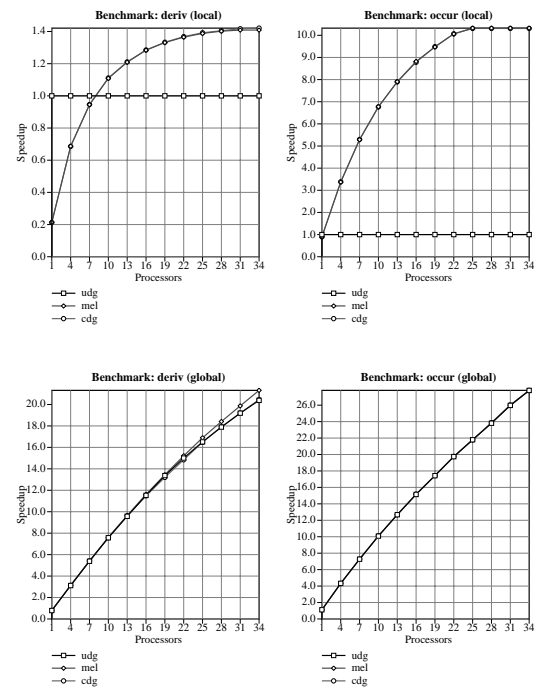 Benchmark: deriv (local)
1.4
1.2
1.0
0.8
0.6
0.4
0.2
0.0
Speedup
1 4 7 10 13 16 19 22 25 28 31 34
Processors
udg
mel
cdg
Benchmark: occur (local)
10.0
9.0
8.0
7.0
6.0
5.0
4.0
3.0
2.0
1.0
0.0
Speedup
1 4 7 10 13 16 19 22 25 28 31 34
Processors
udg
mel
cdg
Benchmark: deriv (global)
20.0
18.0
16.0
14.0
12.0
10.0
8.0
6.0
4.0
2.0
0.0
Speedup
1 4 7 10 13 16 19 22 25 28 31 34
Processors
udg
mel
cdg
Benchmark: occur (global)
26.0
24.0
22.0
20.0
18.0
16.0
14.0
12.0
10.0
8.0
6.0
4.0
2.0
0.0
Speedup
1 4 7 10 13 16 19 22 25 28 31 34
Processors
udg
mel
cdg